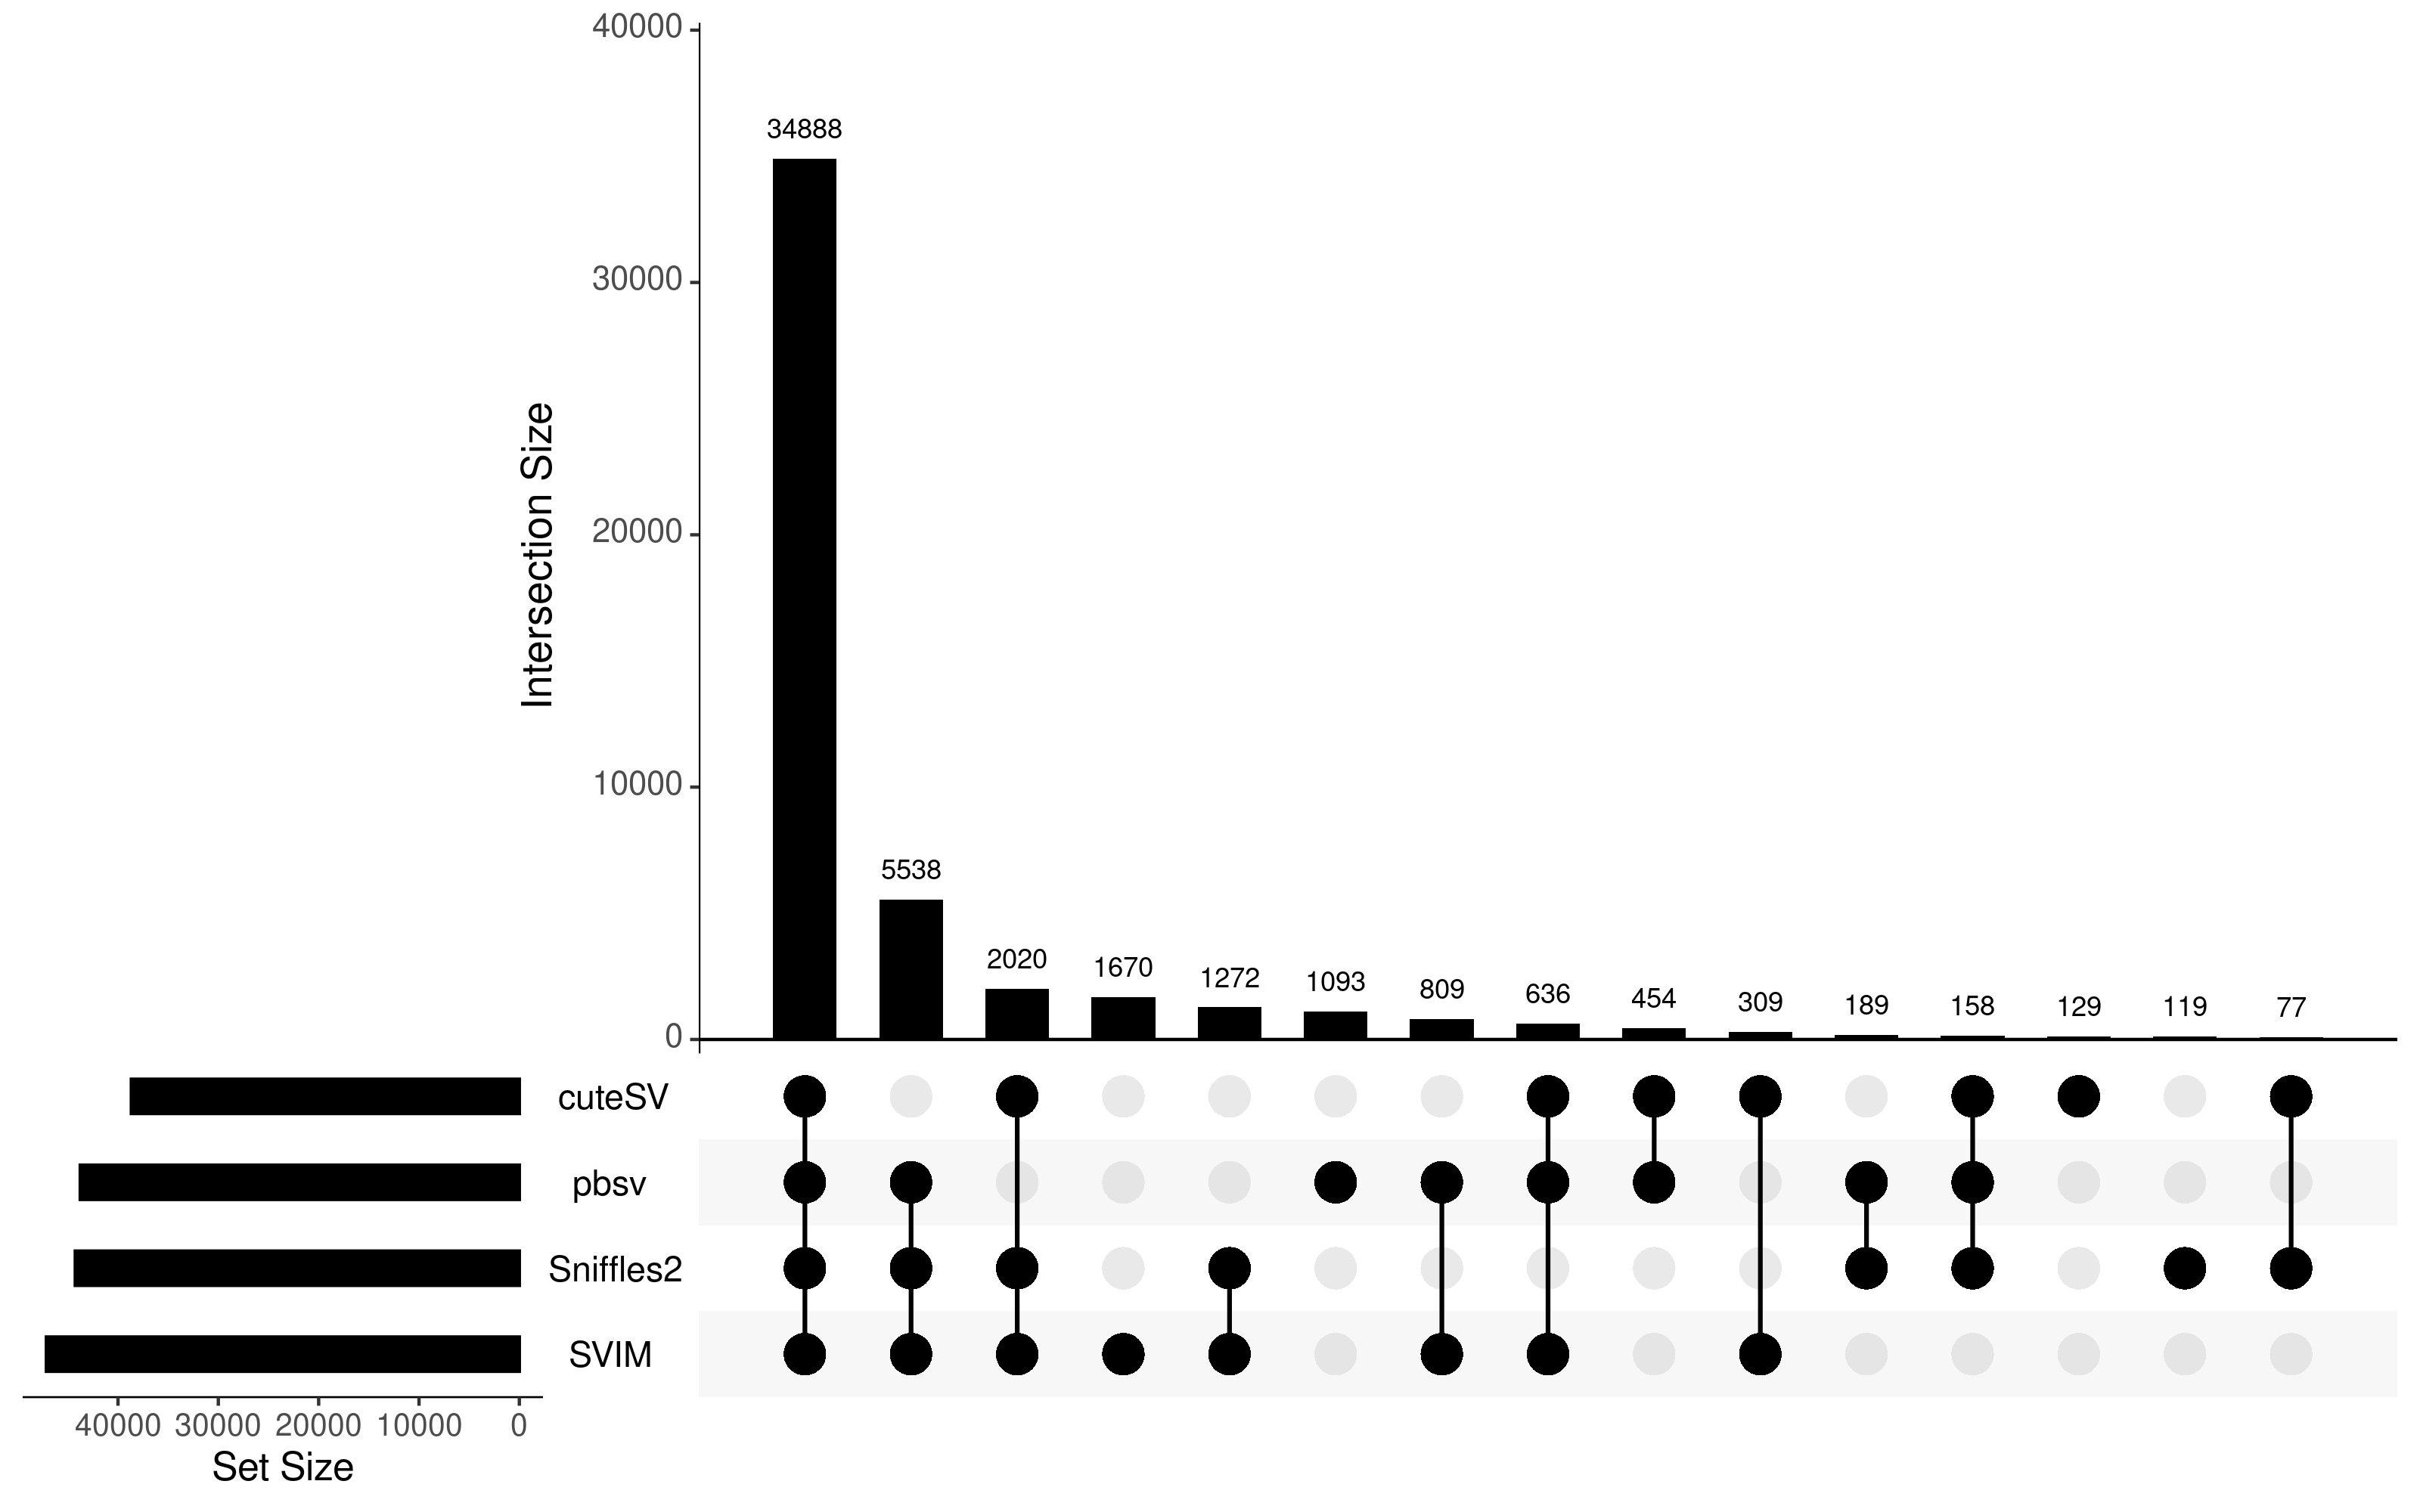 40000
30000
20000
10000
0
Intersection Size
34888
5538
2020
1670
1272
1093
809
636
454
309
189
158
129
119
77
cuteSV
pbsv
Sniffles2
SVIM
40000 30000 20000 10000 0
Set Size